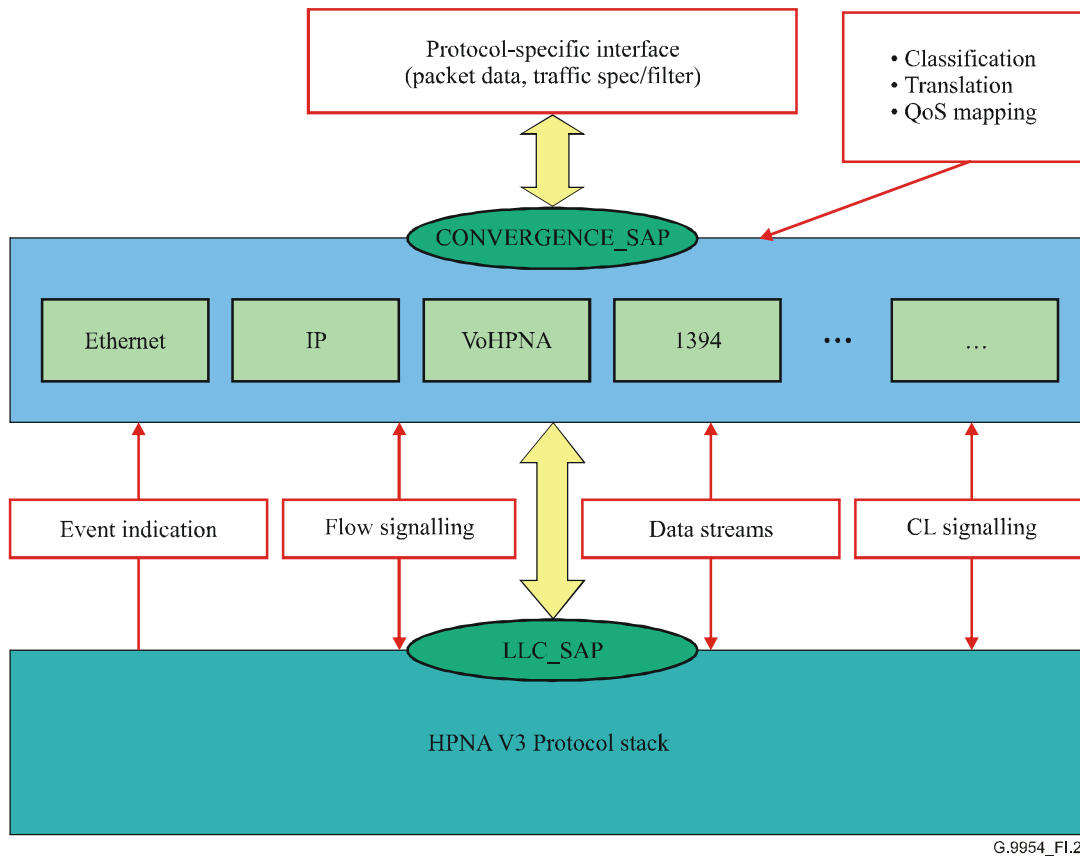 Protocol-specific interface
(packet data, traffic spec/filter)
• Classification
• Translation
• QoS mapping
CONVERGENCE_SAP
Ethernet
IP
VoHPNA
1394
...
...
Event indication
Flow signalling
Data streams
CL signalling
LLC_SAP
HPNA V3 Protocol stack
G.9954_FI.2